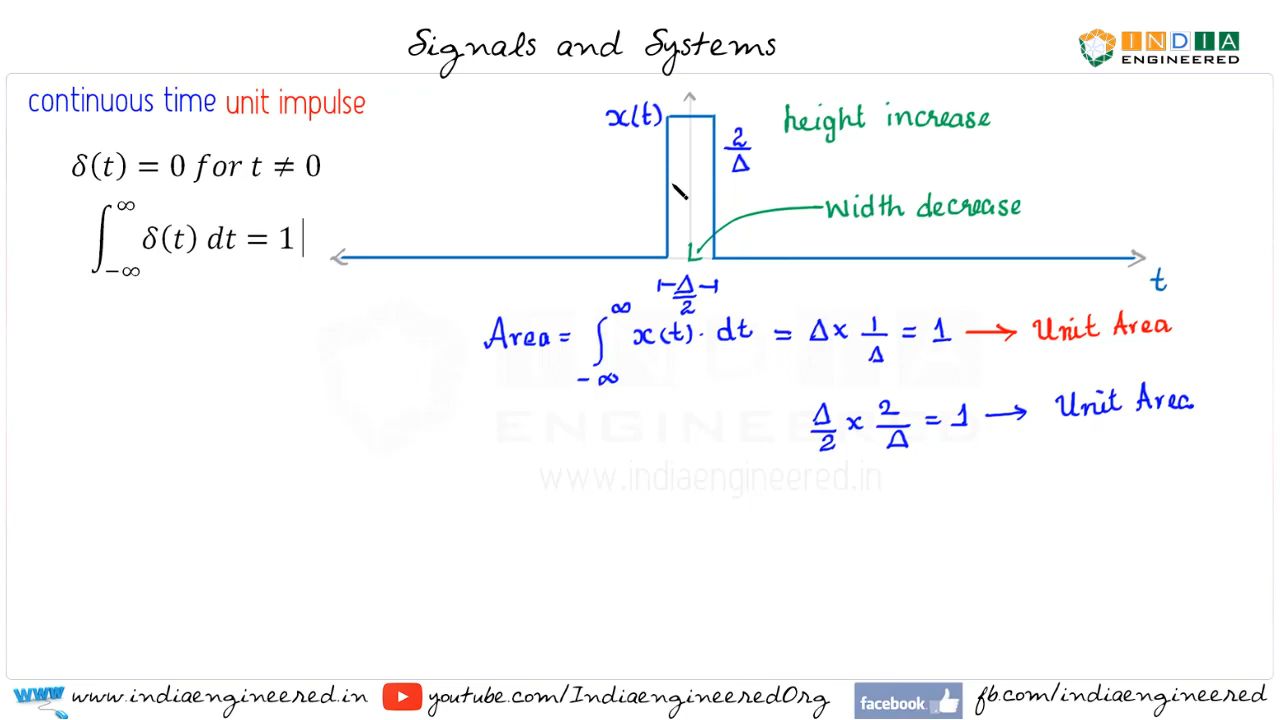 Signals and Systems
INDIA
ENGINEERED
continuous time unit impulse
δ(t) = 0 for t ≠ 0
∫_{-∞}^{∞} δ(t) dt = 1
x(t)
2/Δ
height increase
width decrease
Δ/2
t
Area = ∫_{-∞}^{∞} x(t) · dt = Δ × 1/Δ = 1 → Unit Area
Δ/2 × 2/Δ = 1 → Unit Area
INDIA
ENGINEERED
www.indiaengineered.in
www www.indiaengineered.in
youtube.com/IndiaengineeredOrg
facebook
fb.com/indiaengineered